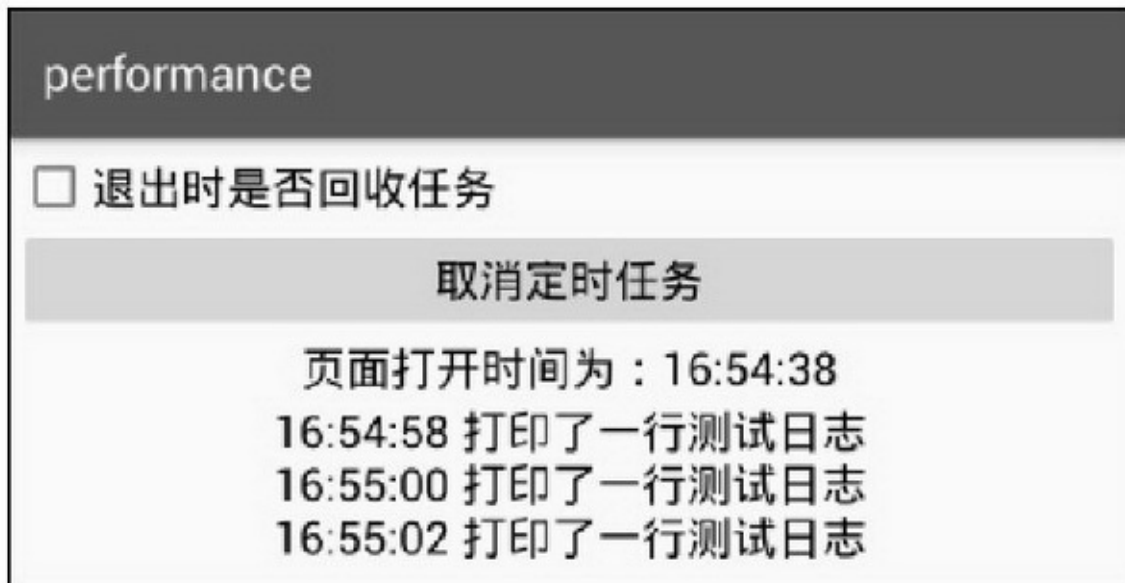 performance
退出时是否回收任务
取消定时任务
页面打开时间为：16:54:38
16:54:58 打印了一行测试日志
16:55:00 打印了一行测试日志
16:55:02 打印了一行测试日志